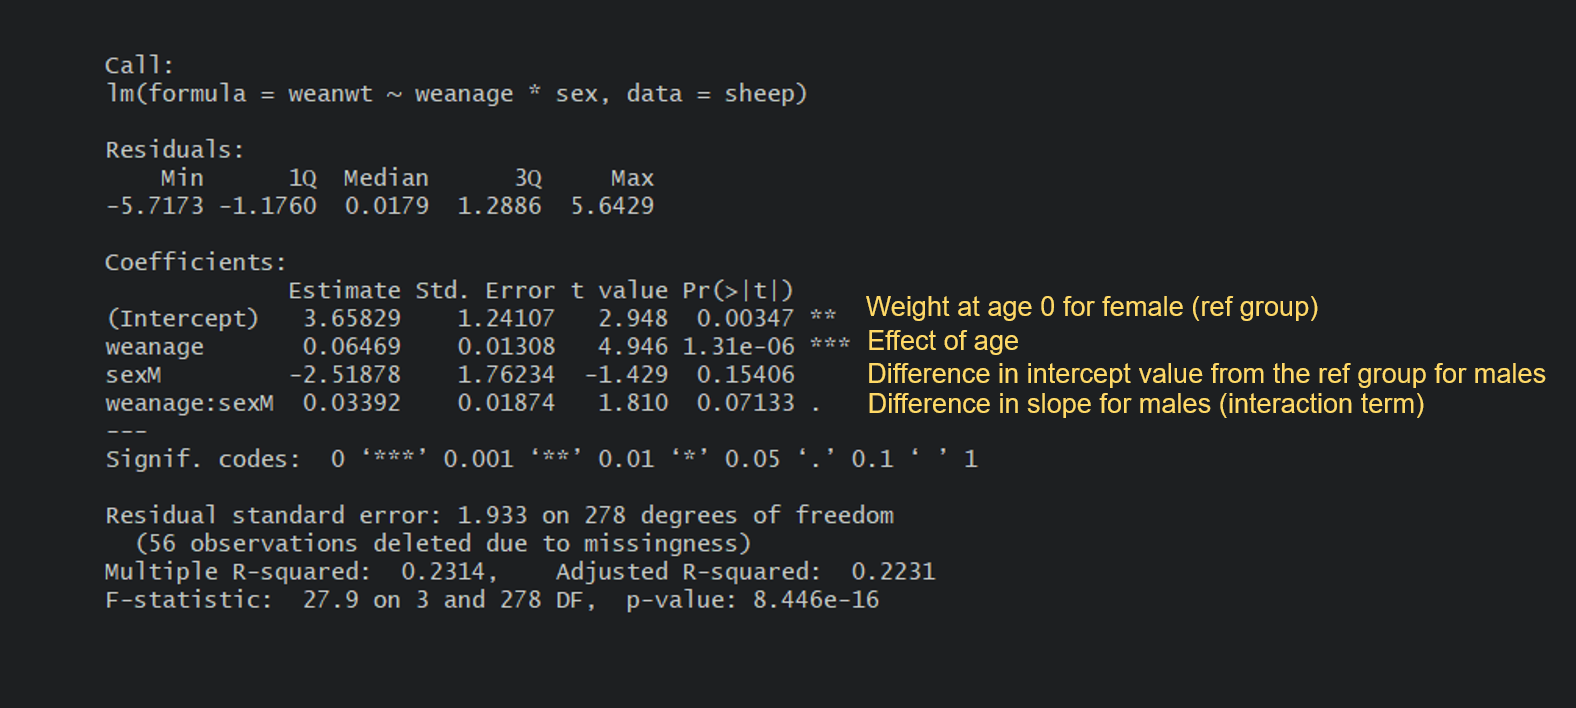 Call:
lm(formula = weanwt ~ weanage * sex, data = sheep)
Residuals:
Min 1Q Median 3Q Max
-5.7173 -1.1760 0.0179 1.2886 5.6429
Coefficients:
Estimate Std. Error t value Pr(>|t|)
(Intercept) 3.65829 1.24107 2.948 0.00347 ** Weight at age 0 for female (ref group)
weanage 0.06469 0.01308 4.946 1.31e-06 *** Effect of age
sexM -2.51878 1.76234 -1.429 0.15406 Difference in intercept value from the ref group for males
weanage:sexM 0.03392 0.01874 1.810 0.07133 . Difference in slope for males (interaction term)
---
Signif. codes: 0 ‘***’ 0.001 ‘**’ 0.01 ‘*’ 0.05 ‘.’ 0.1 ‘ ’ 1
Residual standard error: 1.933 on 278 degrees of freedom
(56 observations deleted due to missingness)
Multiple R-squared: 0.2314, Adjusted R-squared: 0.2231
F-statistic: 27.9 on 3 and 278 DF, p-value: 8.446e-16